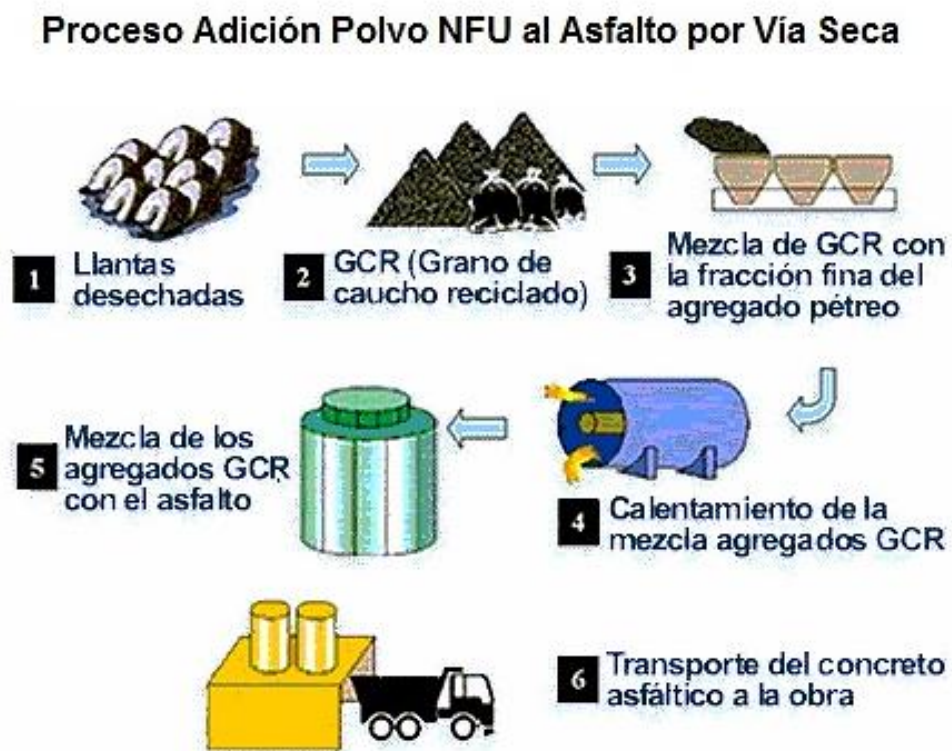 Proceso Adición Polvo NFU al Asfalto por Vía Seca
1 Llantas
desechadas
2 GCR (Grano de
caucho reciclado)
3 Mezcla de GCR con
la fracción fina del
agregado pétreo
4 Calentamiento de la
mezcla agregados GCR
5 Mezcla de los
agregados GCR
con el asfalto
6 Transporte del concreto
asfáltico a la obra